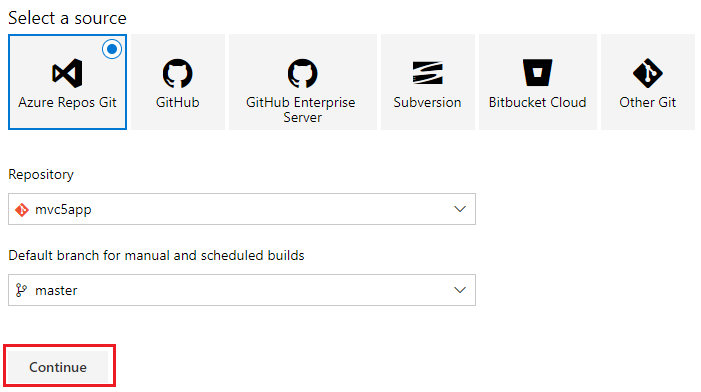 Select a source
Azure Repos Git
GitHub
GitHub Enterprise
Server
Subversion
Bitbucket Cloud
Other Git
Repository
mvc5app
Default branch for manual and scheduled builds
master
Continue